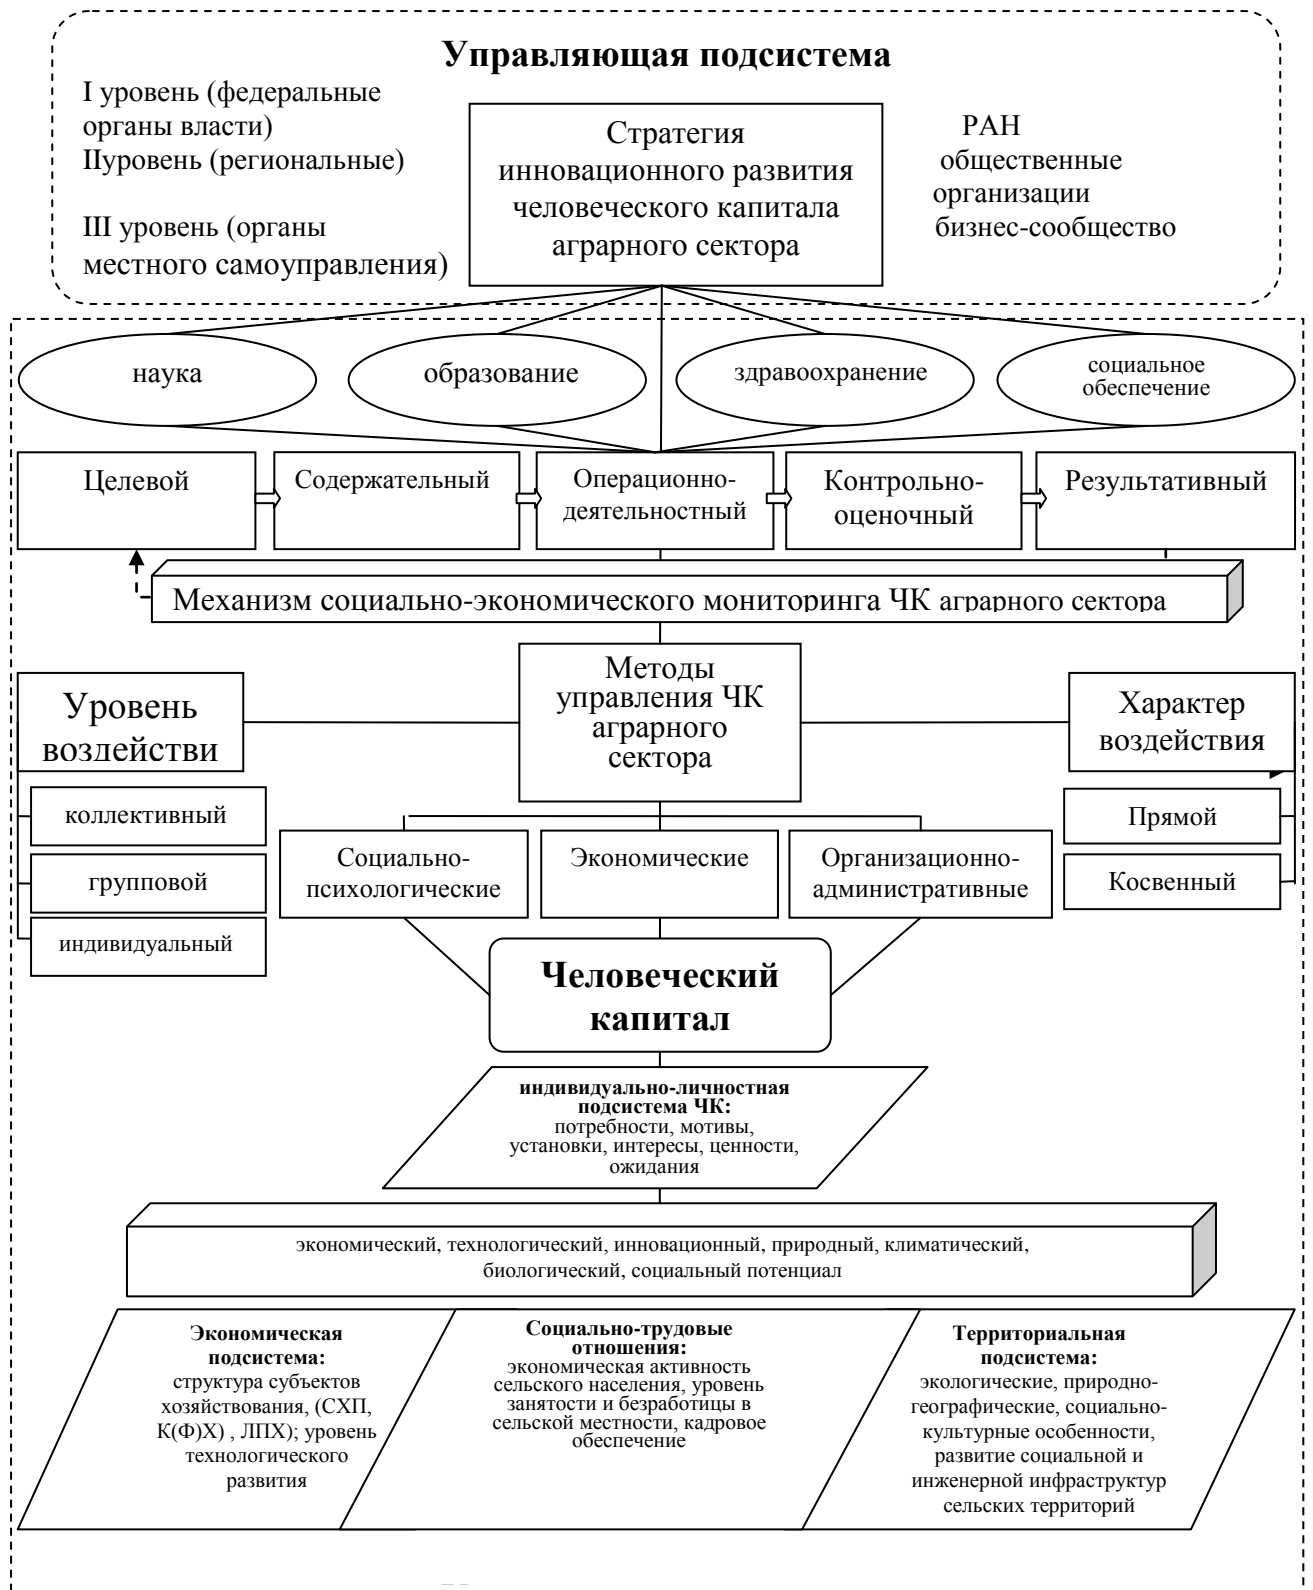 Управляющая подсистема
I уровень (федеральные
органы власти)
IIуровень (региональные)
III уровень (органы
местного самоуправления)
Стратегия
инновационного развития
человеческого капитала
аграрного сектора
РАН
общественные
организации
бизнес-сообщество
наука
образование
здравоохранение
социальное
обеспечение
Целевой
Содержательный
Операционно-
деятельностный
Контрольно-
оценочный
Результативный
Механизм социально-экономического мониторинга ЧК аграрного сектора
Методы
управления ЧК
аграрного
сектора
Уровень
воздействи
Характер
воздействия
коллективный
групповой
индивидуальный
Прямой
Косвенный
Социально-
психологические
Экономические
Организационно-
административные
Человеческий
капитал
индивидуально-личностная
подсистема ЧК:
потребности, мотивы,
установки, интересы, ценности,
ожидания
экономический, технологический, инновационный, природный, климатический,
биологический, социальный потенциал
Экономическая
подсистема:
структура субъектов
хозяйствования, (СХП,
К(Ф)Х) , ЛПХ); уровень
технологического
развития
Социально-трудовые
отношения:
экономическая активность
сельского населения, уровень
занятости и безработицы в
сельской местности, кадровое
обеспечение
Территориальная
подсистема:
экологические, природно-
географические, социально-
культурные особенности,
развитие социальной и
инженерной инфраструктур
сельских территорий